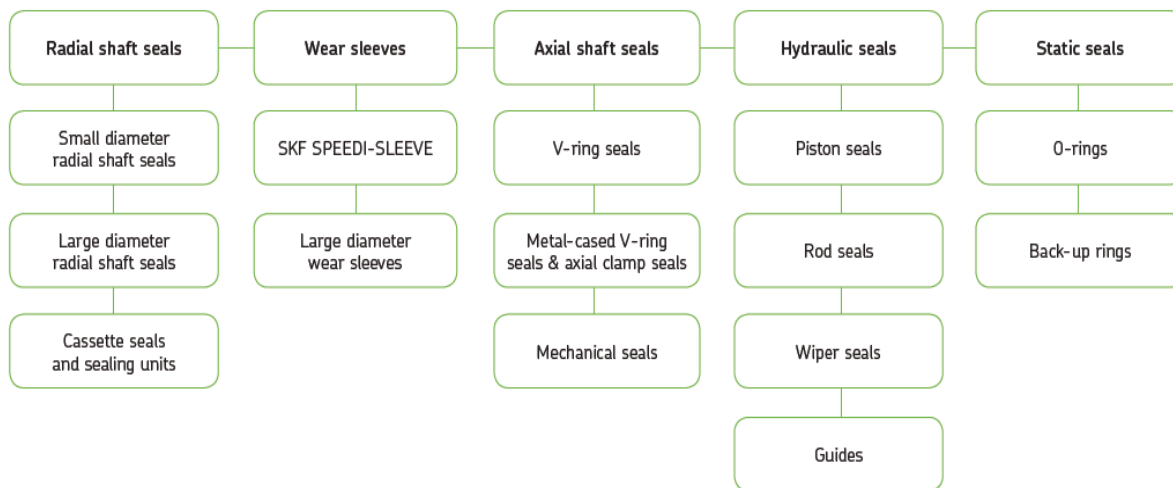 Radial shaft seals
Wear sleeves
Axial shaft seals
Hydraulic seals
Static seals
Small diameter
radial shaft seals
SKF SPEEDI-SLEEVE
V-ring seals
Piston seals
O-rings
Large diameter
radial shaft seals
Large diameter
wear sleeves
Metal-cased V-ring
seals & axial clamp seals
Rod seals
Back-up rings
Cassette seals
and sealing units
Mechanical seals
Wiper seals
Guides